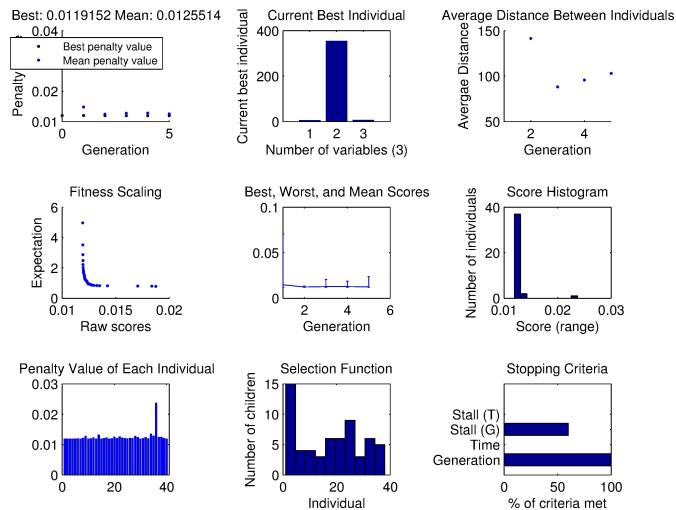 Best: 0.0119152 Mean: 0.0125514
0.04
Best penalty value
Mean penalty value
0.02
0.01
0
5
Generation
Current Best Individual
Current best individual
400
200
0
1 2 3
Number of variables (3)
Average Distance Between Individuals
Avergae Distance
150
100
50
2 4
Generation
Fitness Scaling
Expectation
6
4
2
0
0.01 0.015 0.02
Raw scores
Best, Worst, and Mean Scores
0.1
0.05
0
0 2 4 6
Generation
Score Histogram
Number of individuals
40
20
0
0.01 0.02 0.03
Score (range)
Penalty Value of Each Individual
0.03
0.02
0.01
0
0 20 40
Selection Function
Number of children
15
10
5
0
0 20 40
Individual
Stopping Criteria
Stall (T)
Stall (G)
Time
Generation
0 50 100
% of criteria met